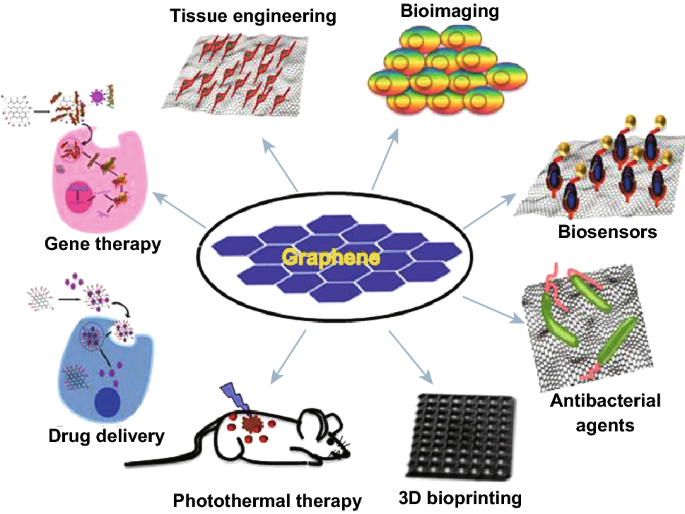 Tissue engineering
Bioimaging
Gene therapy
Graphene
Biosensors
Drug delivery
Antibacterial
agents
Photothermal therapy
3D bioprinting